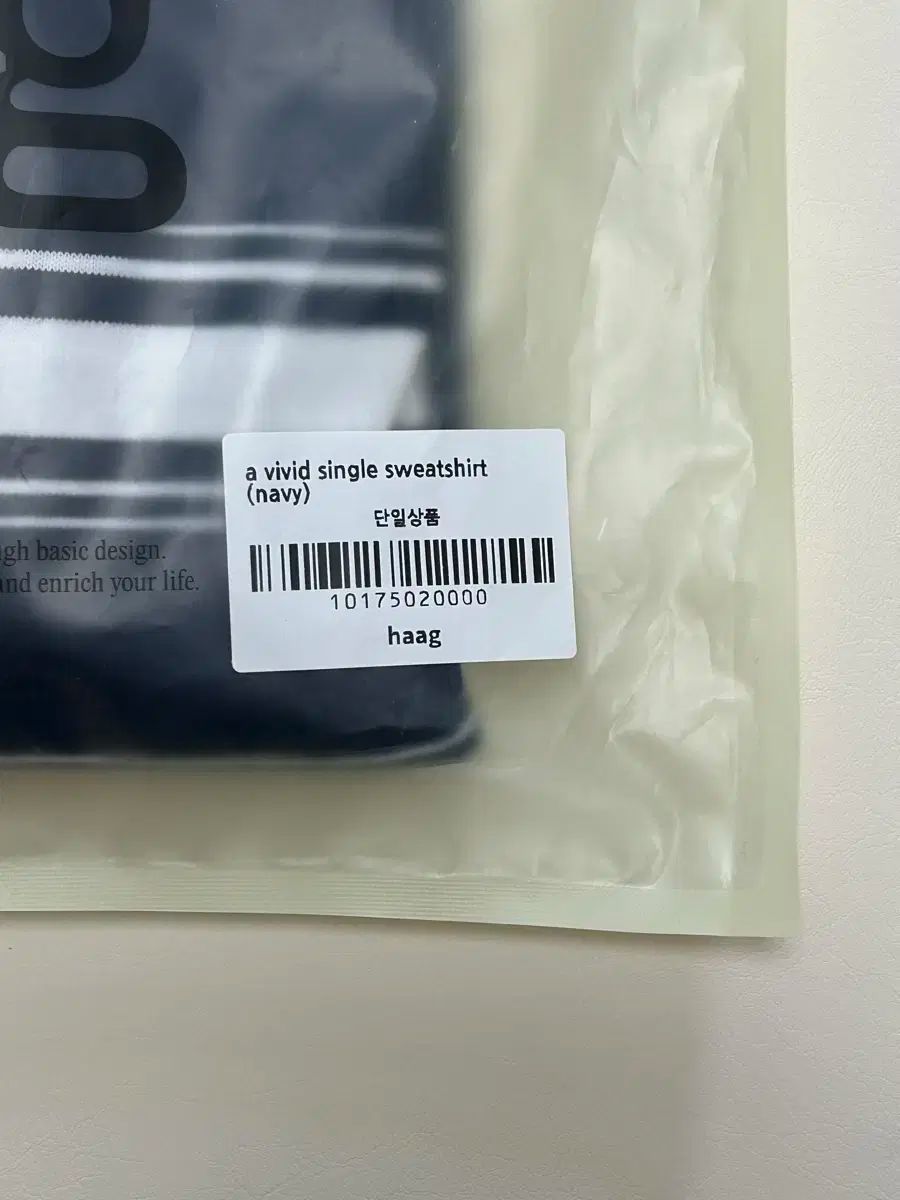 g
gh basic design.
and enrich your life.
a vivid single sweatshirt
(navy)
단일상품
10175020000
haag